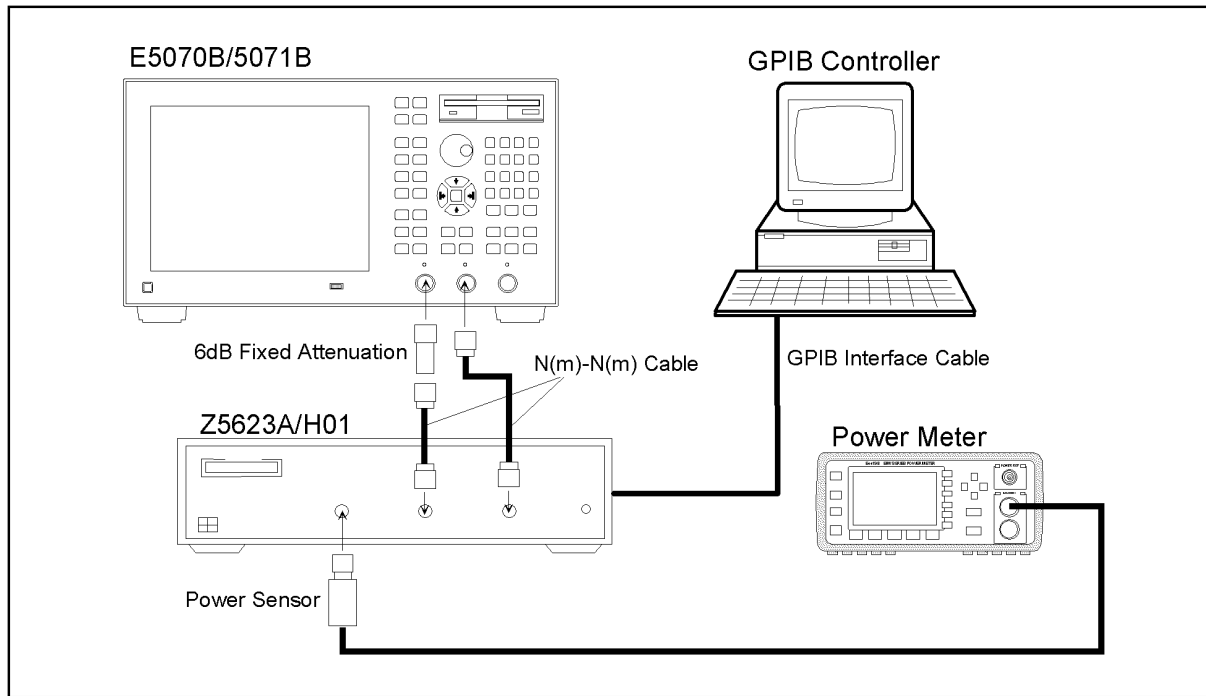 E5070B/5071B
GPIB Controller
6dB Fixed Attenuation
N(m)-N(m) Cable
GPIB Interface Cable
Z5623A/H01
Power Meter
Power Sensor